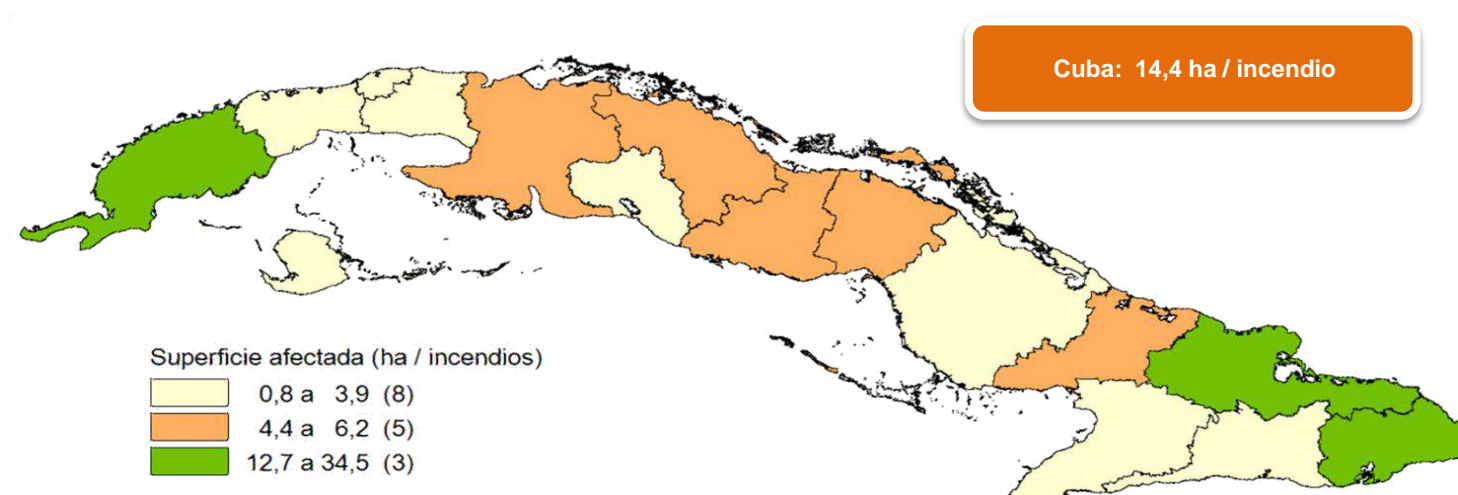 Cuba: 14,4 ha / incendio
Superficie afectada (ha / incendios)
0,8 a 3,9 (8)
4,4 a 6,2 (5)
12,7 a 34,5 (3)